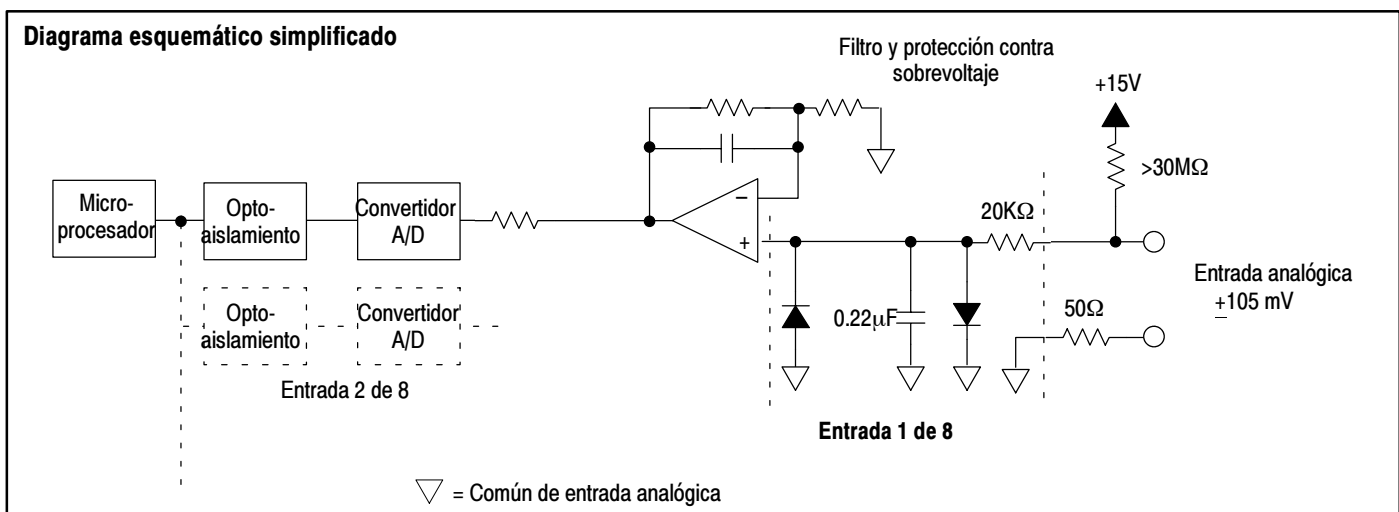 Diagrama esquemático simplificado
Filtro y protección contra
sobrevoltaje
+15V
>30MΩ
Micro-
procesador
Opto-
aislamiento
Convertidor
A/D
−
+
20KΩ
Entrada analógica
±105 mV
0.22µF
50Ω
Opto-
aislamiento
Convertidor
A/D
Entrada 2 de 8
Entrada 1 de 8
= Común de entrada analógica